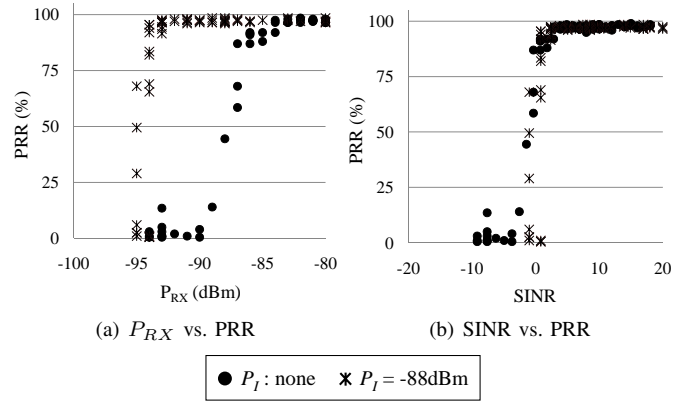 100
75
50
25
0
PRR (%)
-100 -95 -90 -85 -80
P_RX (dBm)
(a) P_RX vs. PRR
100
75
50
25
0
PRR (%)
-20 -10 0 10 20
SINR
(b) SINR vs. PRR
P_I : none P_I = -88dBm